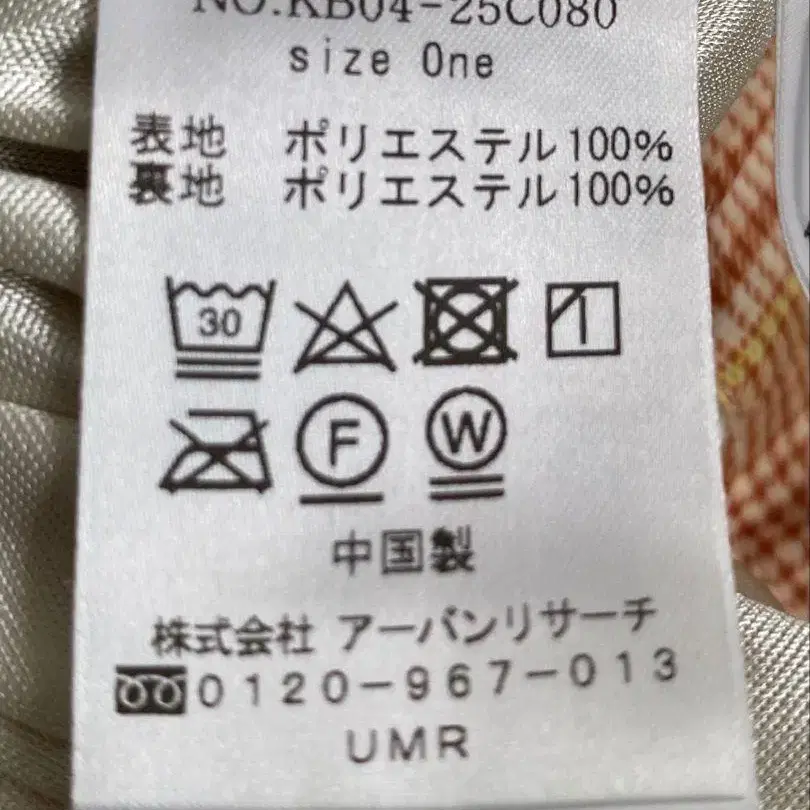 NO.KB04-25C080
size One
表地 ポリエステル100%
裏地 ポリエステル100%
30
F W
中国製
株式会社 アーバンリサーチ
0120-967-013
UMR